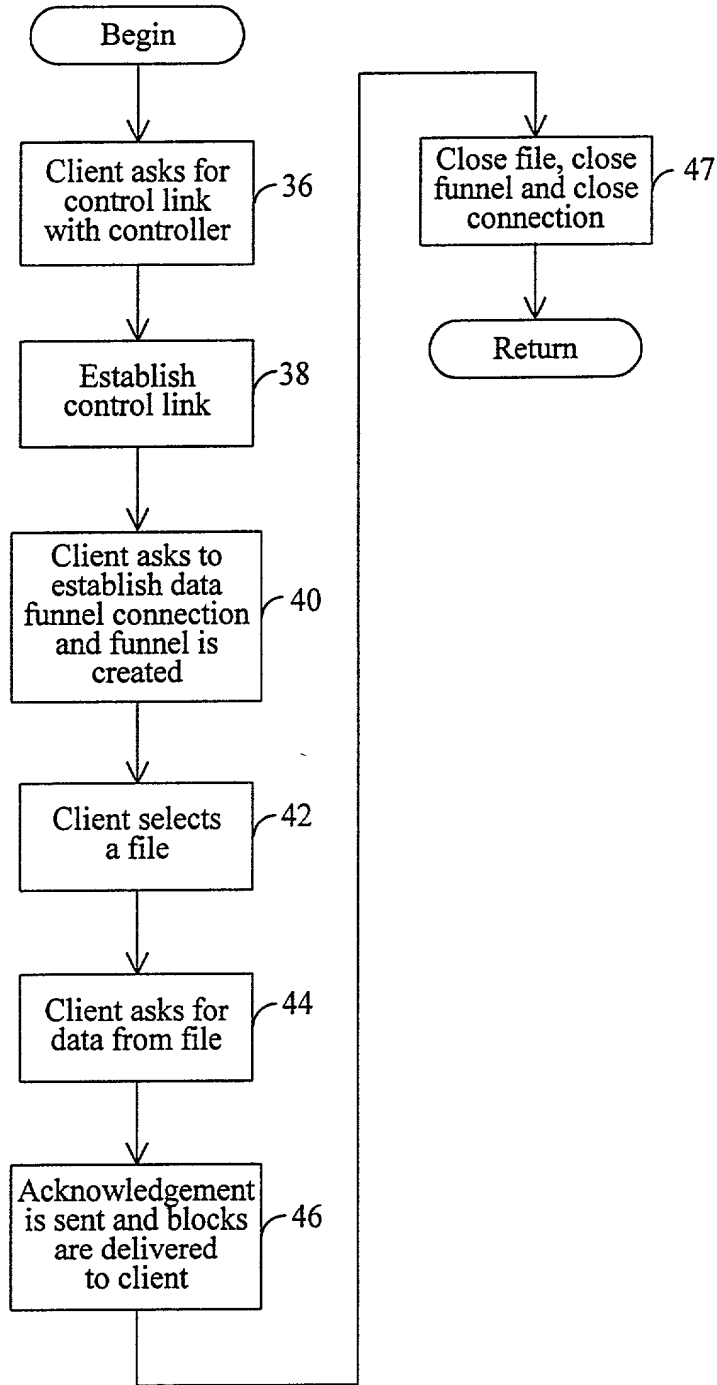 Begin
Client asks for
control link
with controller
36
Establish
control link
38
Client asks to
establish data
funnel connection
and funnel is
created
40
Client selects
a file
42
Client asks for
data from file
44
Acknowledgement
is sent and blocks
are delivered
to client
46
Close file, close
funnel and close
connection
47
Return